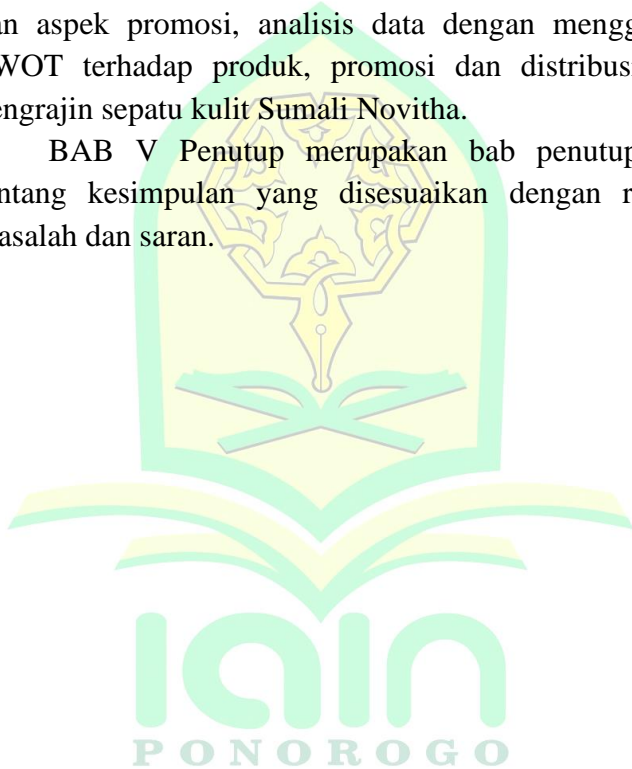 an aspek promosi, analisis data dengan mengg
WOT terhadap produk, promosi dan distribusi
engrajin sepatu kulit Sumali Novitha.
BAB V Penutup merupakan bab penutup
ntang kesimpulan yang disesuaikan dengan r
asalah dan saran.
iain
PONOROGO